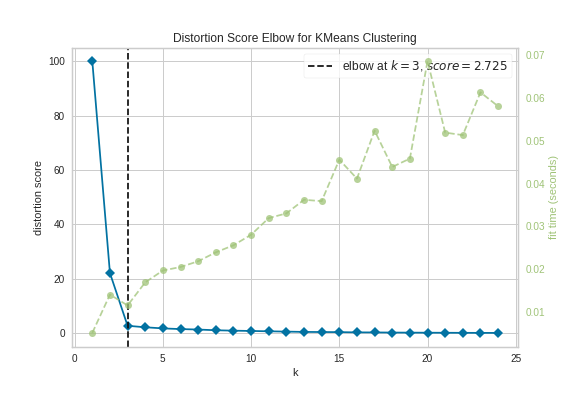 Distortion Score Elbow for KMeans Clustering
elbow at k = 3, score = 2.725
distortion score
100
80
60
40
20
0
0.07
0.06
0.05
0.04
0.03
0.02
0.01
fit time (seconds)
0 5 10 15 20 25
k